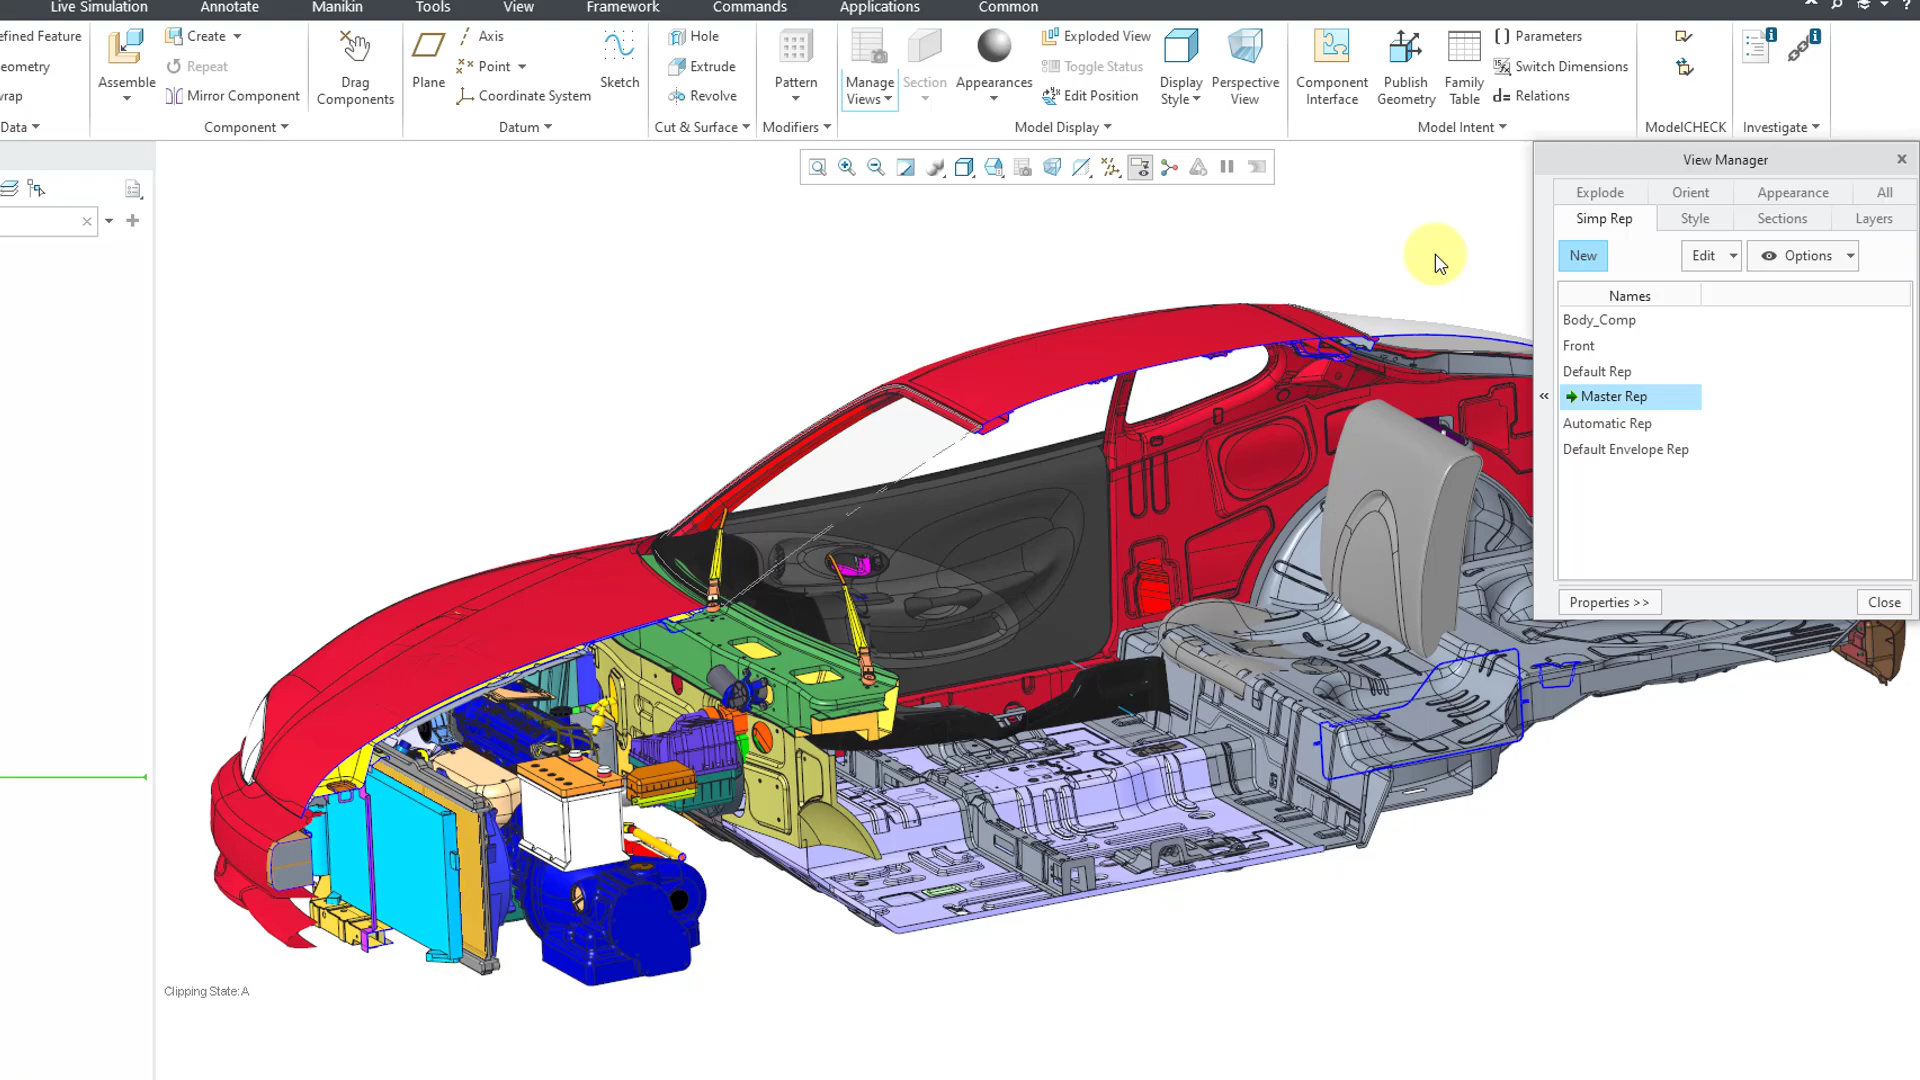 Live Simulation Annotate Manikin Tools View Framework Commands Applications Common
efined Feature
eometry
wrap
Data
Assemble
Create
Repeat
Mirror Component
Component
Drag
Components
Plane
Axis
Point
Coordinate System
Sketch
Datum
Hole
Extrude
Revolve
Cut & Surface
Pattern
Modifiers
Manage
Views
Section
Appearances
Exploded View
Toggle Status
Edit Position
Display
Style
Perspective
View
Model Display
Component
Interface
Publish
Geometry
Family
Table
Parameters
Switch Dimensions
Relations
Model Intent
ModelCHECK
Investigate
View Manager
Explode Orient Appearance All
Simp Rep Style Sections Layers
New Edit Options
Names
Body_Comp
Front
Default Rep
Master Rep
Automatic Rep
Default Envelope Rep
Properties >> Close
Clipping State: A